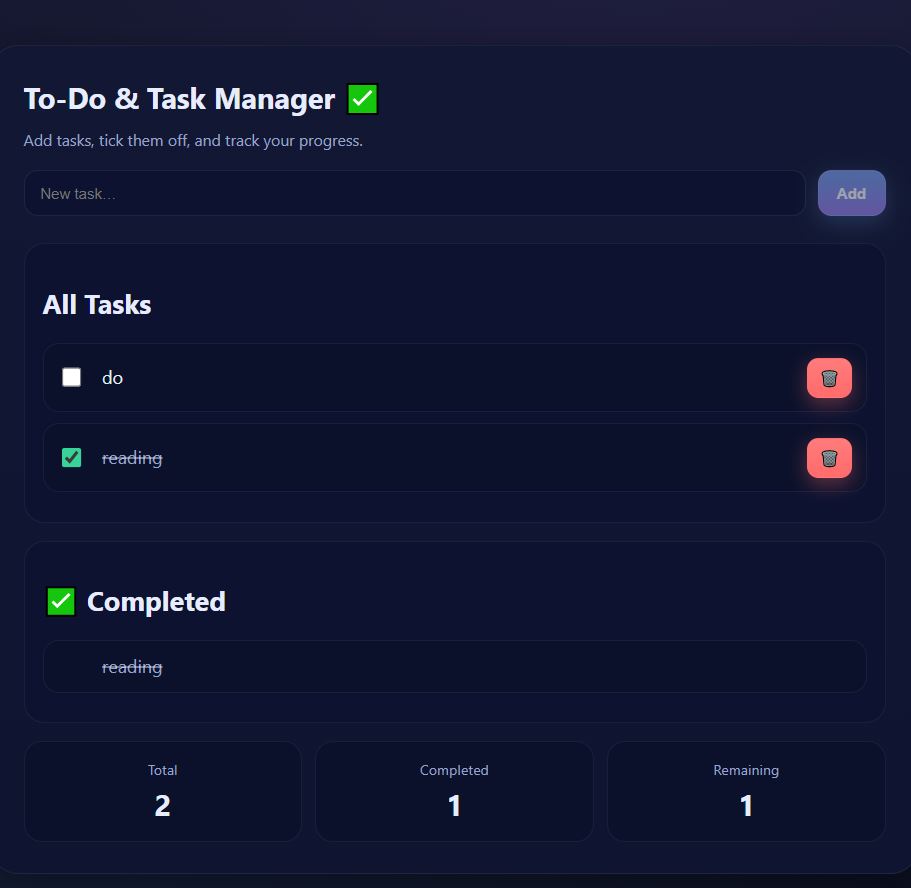 To-Do & Task Manager ✅
Add tasks, tick them off, and track your progress.
New task...
Add
All Tasks
do
reading
✅ Completed
reading
Total
2
Completed
1
Remaining
1